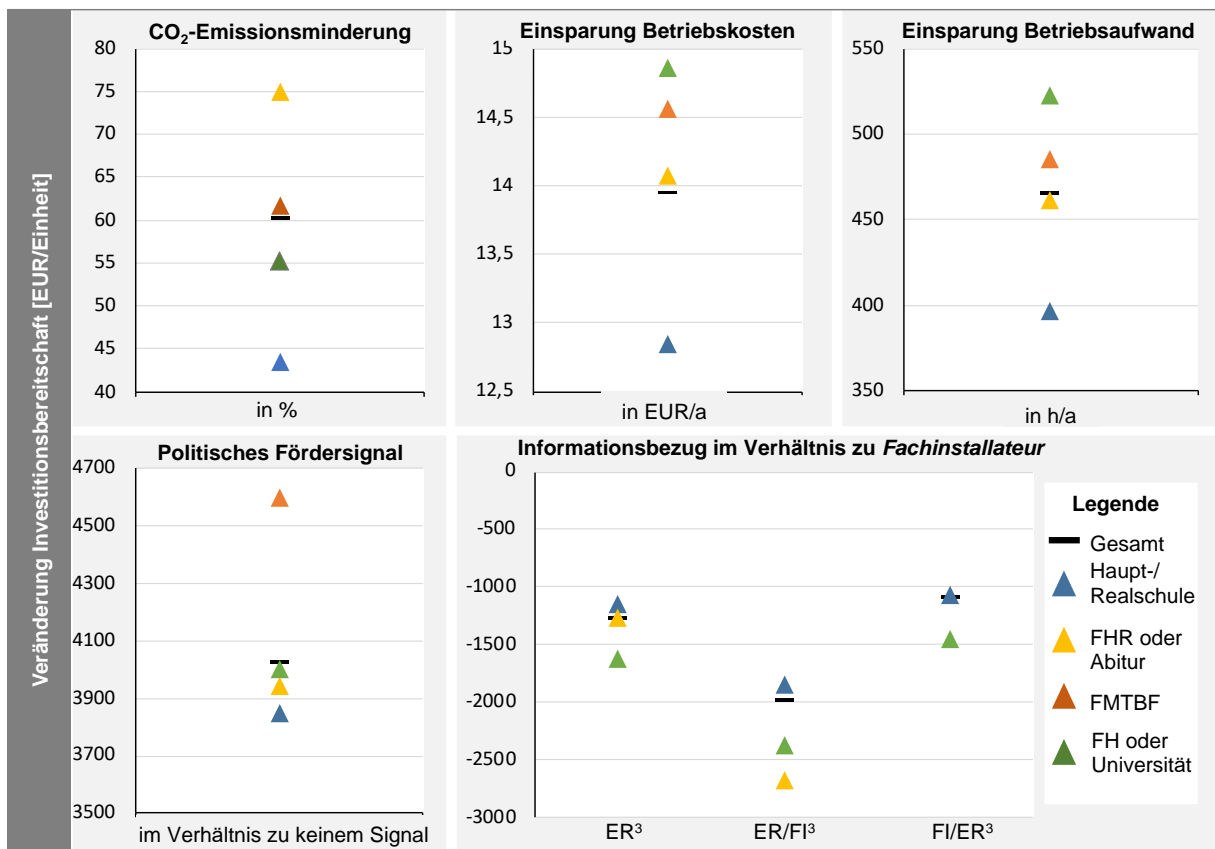 Veränderung Investitionsbereitschaft [EUR/Einheit]
CO₂-Emissionsminderung
80
75
70
65
60
55
50
45
40
in %
Einsparung Betriebskosten
15
14,5
14
13,5
13
12,5
in EUR/a
Einsparung Betriebsaufwand
550
500
450
400
350
in h/a
Politisches Fördersignal
4700
4500
4300
4100
3900
3700
3500
im Verhältnis zu keinem Signal
Informationsbezug im Verhältnis zu Fachinstallateur
0
-500
-1000
-1500
-2000
-2500
-3000
ER³
ER/FI³
FI/ER³
Legende
Gesamt
Haupt-/
Realschule
FHR oder
Abitur
FMTBF
FH oder
Universität